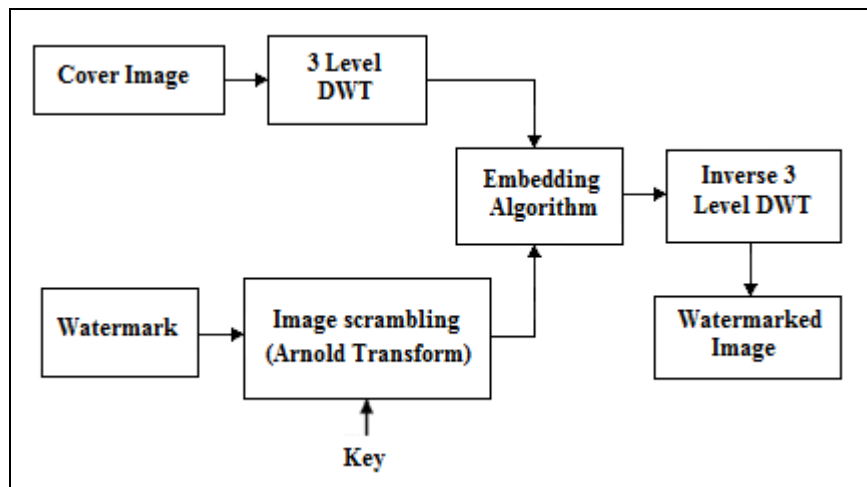 Cover Image
3 Level
DWT
Embedding
Algorithm
Inverse 3
Level DWT
Watermark
Image scrambling
(Arnold Transform)
Watermarked
Image
Key